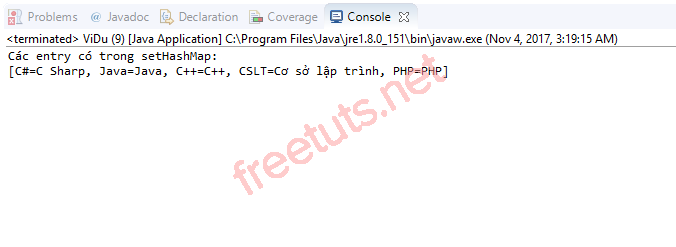 Problems @ Javadoc Declaration Coverage Console
<terminated> ViDu (9) [Java Application] C:\Program Files\Java\jre1.8.0_151\bin\javaw.exe (Nov 4, 2017, 3:19:15 AM)
Các entry có trong setHashMap:
[C#=C Sharp, Java=Java, C++=C++, CSLT=Cơ sở lập trình, PHP=PHP]
freetuts.net